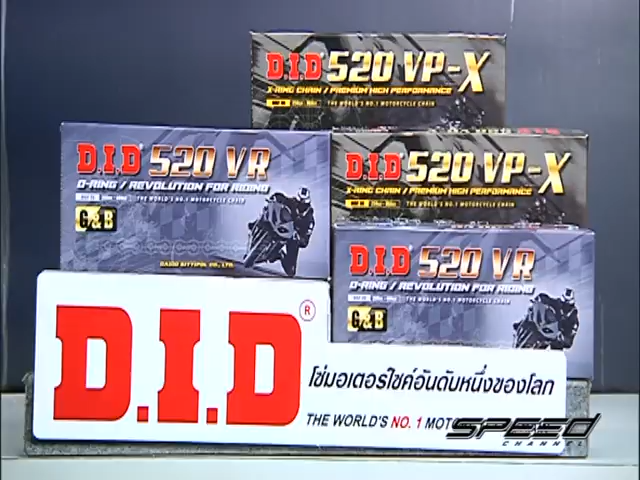 D.I.D 520 VP-X
X-RING CHAIN / PREMIUM HIGH PERFORMANCE
THE WORLD'S NO.1 MOTORCYCLE CHAIN
D.I.D 520 VR
O-RING / REVOLUTION FOR RIDING
THE WORLD'S NO.1 MOTORCYCLE CHAIN
G&B
DAIDO SITTIPOL CO., LTD.
D.I.D 520 VP-X
X-RING CHAIN / PREMIUM HIGH PERFORMANCE
THE WORLD'S NO.1 MOTORCYCLE CHAIN
D.I.D 520 VR
O-RING / REVOLUTION FOR RIDING
THE WORLD'S NO.1 MOTORCYCLE CHAIN
G&B
D.I.D®
โซ่มอเตอร์ไซค์อันดับหนึ่งของโลก
THE WORLD'S NO. 1 MOT
SPEED
CHANNEL